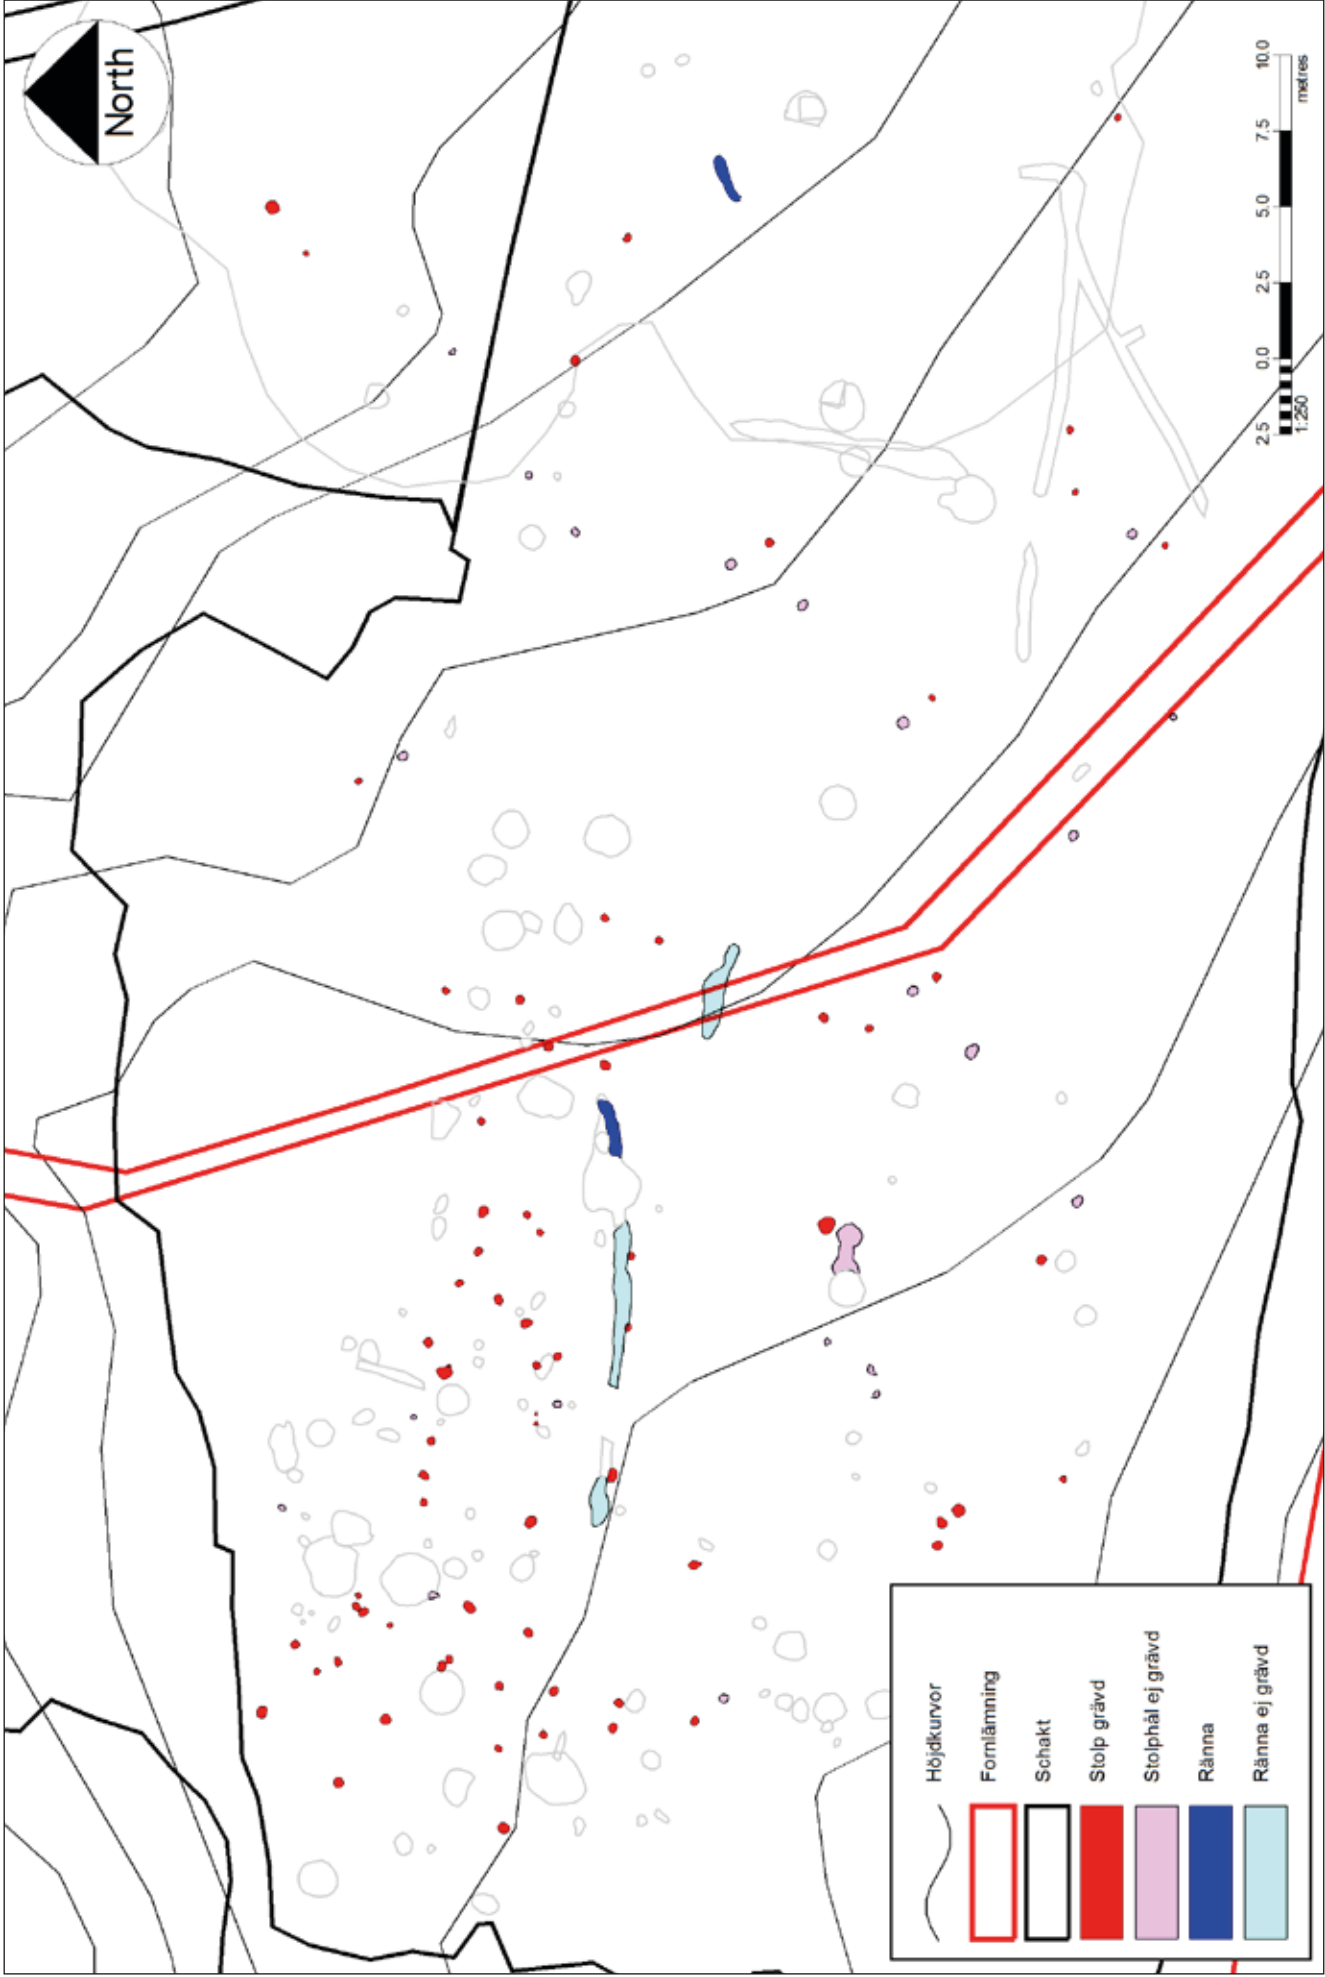 North
Höjdkurvor
Fornlämning
Schakt
Stolp grävd
Stolphål ej grävd
Ränna
Ränna ej grävd
2.5 0.0 2.5 5.0 7.5 10.0
1:250 metres